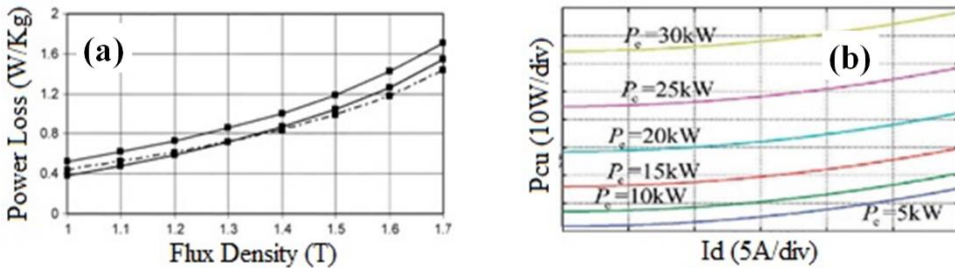 (a)
Power Loss (W/Kg)
2
1.6
1.2
0.8
0.4
0
1 1.1 1.2 1.3 1.4 1.5 1.6 1.7
Flux Density (T)
(b)
Pcu (10W/div)
Pe=30kW
Pe=25kW
Pe=20kW
Pe=15kW
Pe=10kW
Pe=5kW
Id (5A/div)